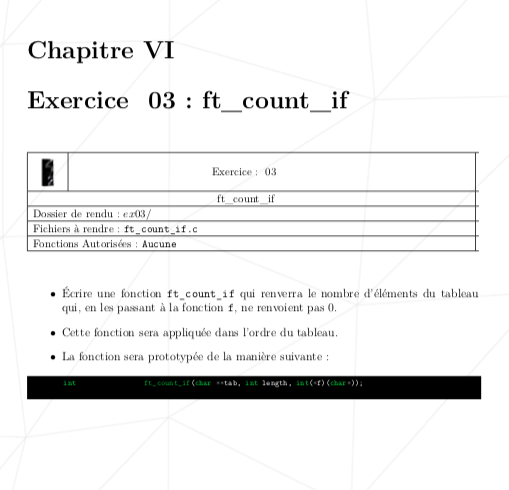 Chapitre VI
Exercice 03 : ft_count_if
Exercice : 03
ft_count_if
Dossier de rendu : ex03/
Fichiers à rendre : ft_count_if.c
Fonctions Autorisées : Aucune
• Écrire une fonction ft_count_if qui renverra le nombre d'éléments du tableau
qui, en les passant à la fonction f, ne renvoient pas 0.
• Cette fonction sera appliquée dans l'ordre du tableau.
• La fonction sera prototypée de la manière suivante :
int ft_count_if(char **tab, int length, int(*f)(char*));